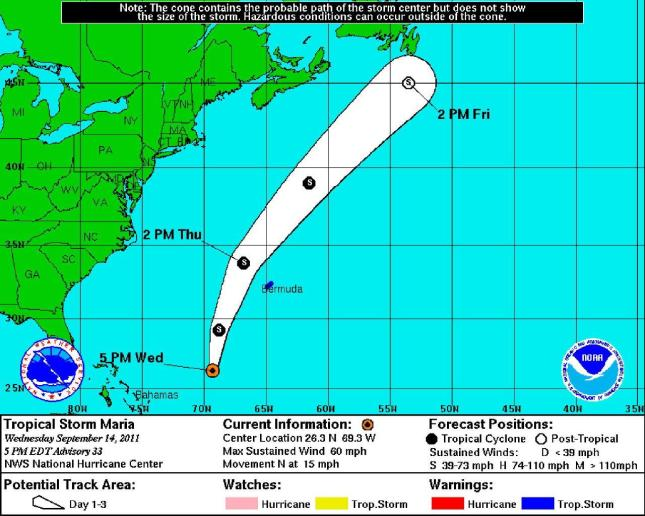 Note: The cone contains the probable path of the storm center but does not show
the size of the storm. Hazardous conditions can occur outside of the cone.
45N
ME
MI
VT
NH
NY
MA
CT
2 PM Fri
PA
40N
OH
WV
VA
KY
2 PM Thu
NC
35N
SC
GA
Bermuda
30N
5 PM Wed
NOAA
25N
Bahamas
80W 75W 70W 65W 60W 55W 50W 45W 40W 35W
Tropical Storm Maria
Wednesday September 14, 2011
5 PM EDT Advisory 33
NWS National Hurricane Center
Current Information:
Center Location 26.3 N 69.3 W
Max Sustained Wind 60 mph
Movement N at 15 mph
Forecast Positions:
Tropical Cyclone Post-Tropical
Sustained Winds: D < 39 mph
S 39-73 mph H 74-110 mph M > 110mph
Potential Track Area:
Day 1-3
Watches:
Hurricane Trop.Storm
Warnings:
Hurricane Trop.Storm